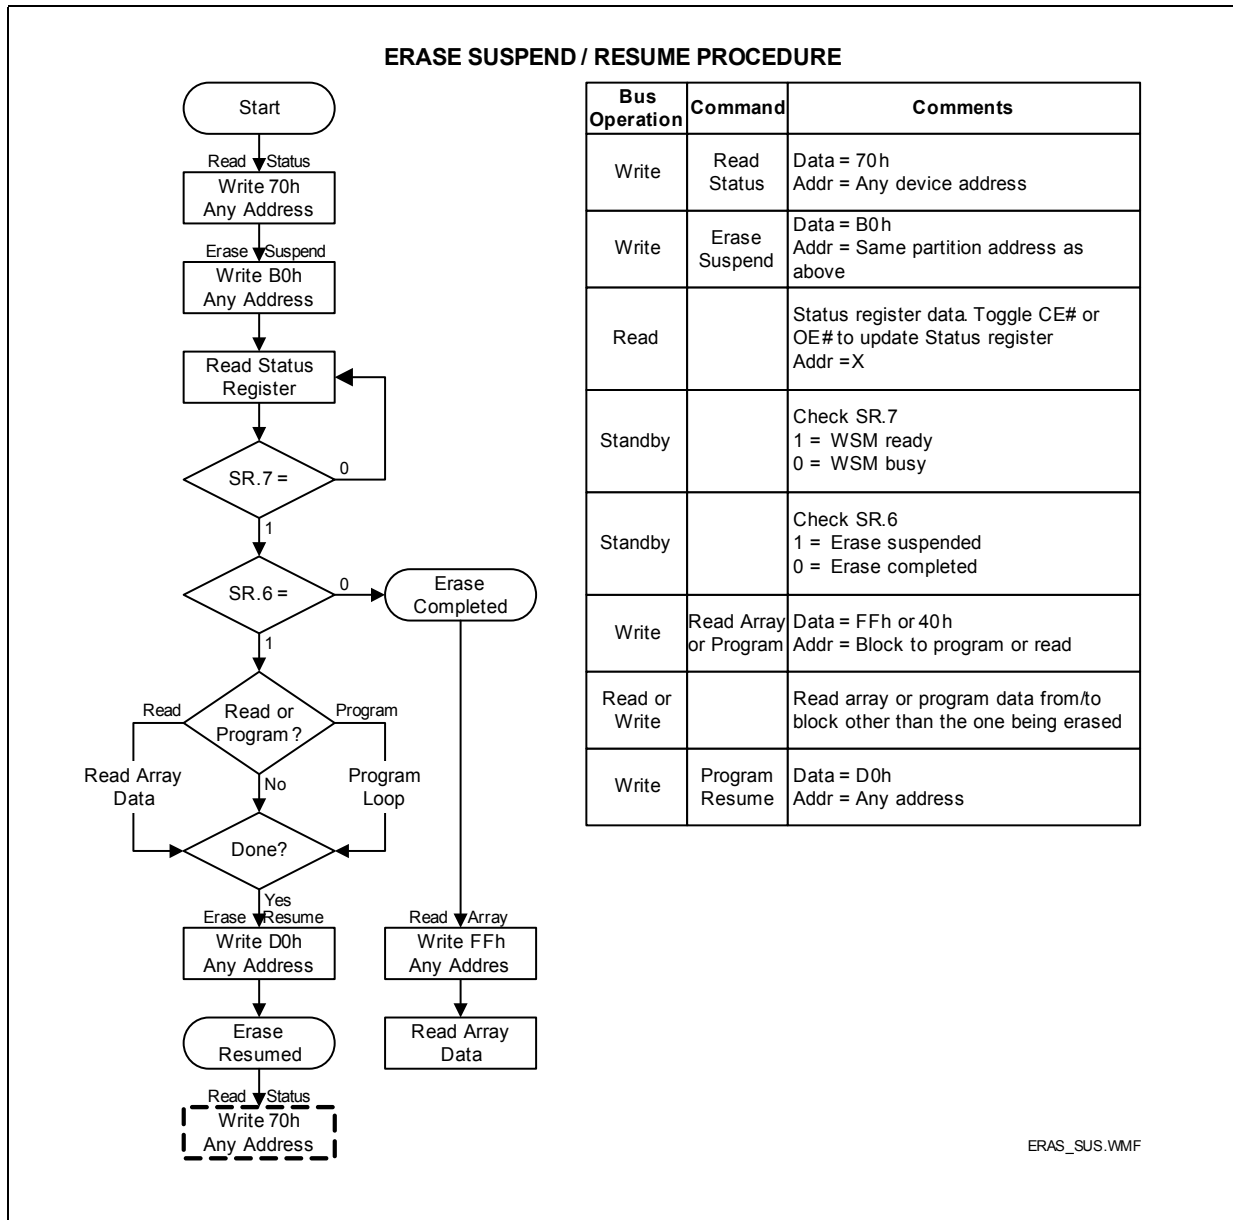 ERASE SUSPEND / RESUME PROCEDURE
Start
Read Status
Write 70h
Any Address
Erase Suspend
Write B0h
Any Address
Read Status
Register
SR.7 =
0
1
SR.6 =
0
Erase
Completed
1
Read or
Program ?
Read
Program
Read Array
Data
Program
Loop
No
Done?
Yes
Erase Resume
Write D0h
Any Address
Read Array
Write FFh
Any Addres
Erase
Resumed
Read Array
Data
Read Status
Write 70h
Any Address
Bus
Operation
Command
Comments
Write
Read
Status
Data = 70h
Addr = Any device address
Write
Erase
Suspend
Data = B0h
Addr = Same partition address as
above
Read
Status register data. Toggle CE# or
OE# to update Status register
Addr =X
Standby
Check SR.7
1 = WSM ready
0 = WSM busy
Standby
Check SR.6
1 = Erase suspended
0 = Erase completed
Write
Read Array
or Program
Data = FFh or 40h
Addr = Block to program or read
Read or
Write
Read array or program data from/to
block other than the one being erased
Write
Program
Resume
Data = D0h
Addr = Any address
ERAS_SUS.WMF